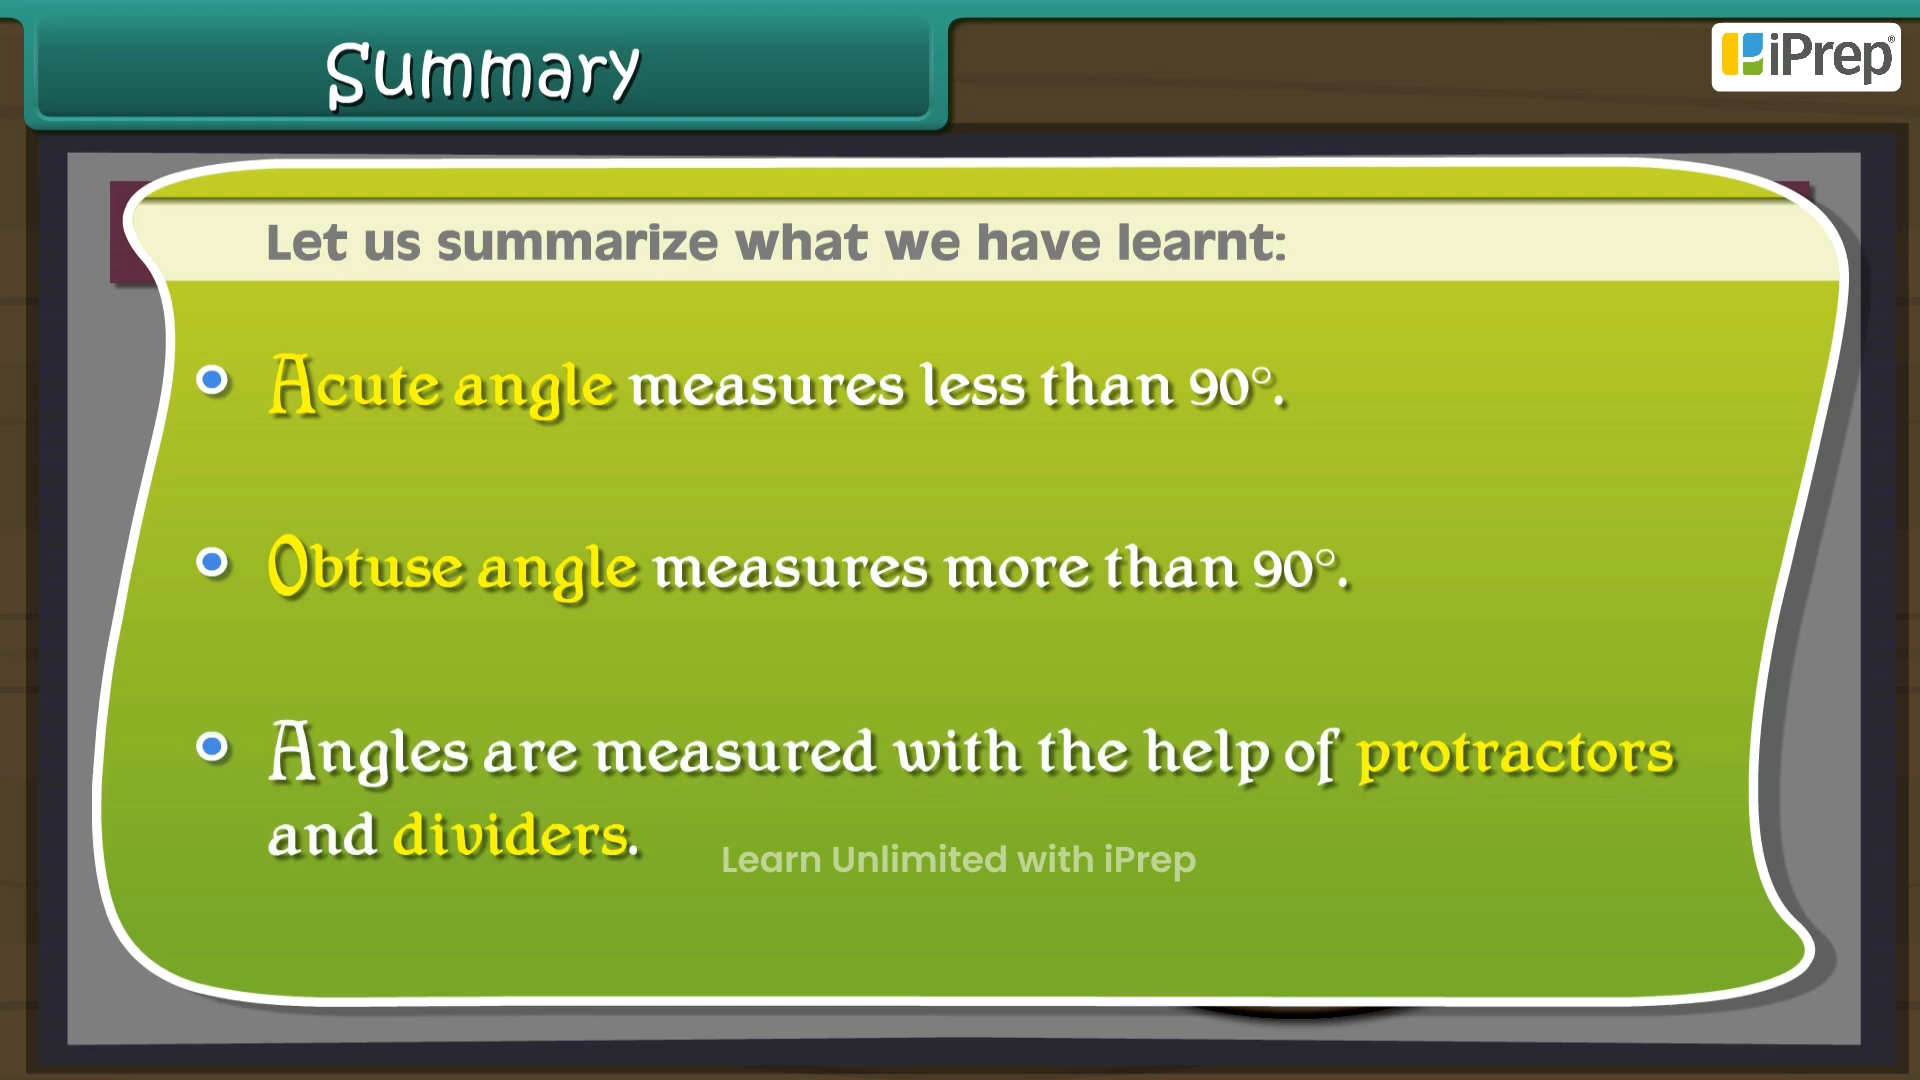 Summary
iPrep®
Let us summarize what we have learnt:
Acute angle measures less than 90°.
Obtuse angle measures more than 90°.
Angles are measured with the help of protractors
and dividers.
Learn Unlimited with iPrep